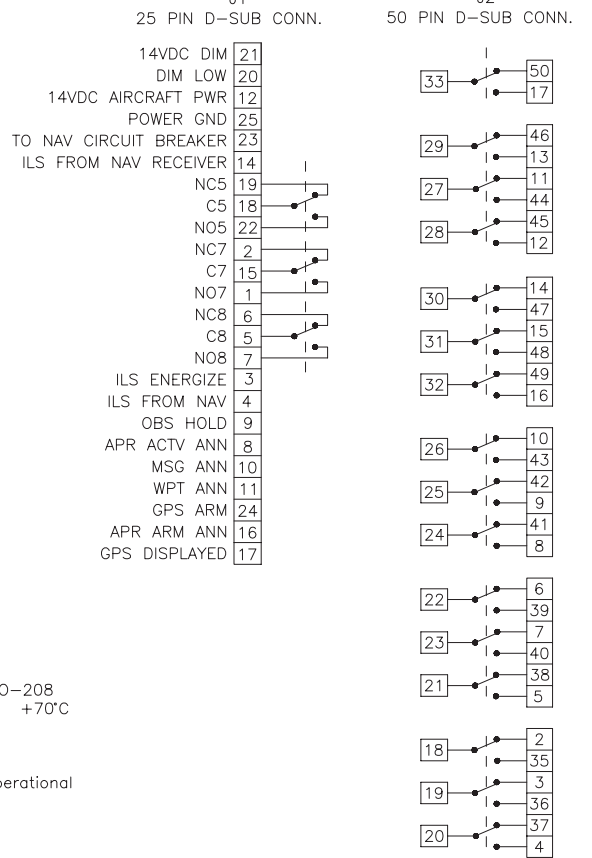 25 PIN D-SUB CONN.
14VDC DIM 21
DIM LOW 20
14VDC AIRCRAFT PWR 12
POWER GND 25
TO NAV CIRCUIT BREAKER 23
ILS FROM NAV RECEIVER 14
NC5 19
C5 18
NO5 22
NC7 2
C7 15
NO7 1
NC8 6
C8 5
NO8 7
ILS ENERGIZE 3
ILS FROM NAV 4
OBS HOLD 9
APR ACTV ANN 8
MSG ANN 10
WPT ANN 11
GPS ARM 24
APR ARM ANN 16
GPS DISPLAYED 17
O-208
+70°C
perational
50 PIN D-SUB CONN.
33 50
17
29 46
13
27 11
44
28 45
12
30 14
47
31 15
48
32 49
16
26 10
43
25 42
9
24 41
8
22 6
39
23 7
40
21 38
5
18 2
35
19 3
36
20 37
4